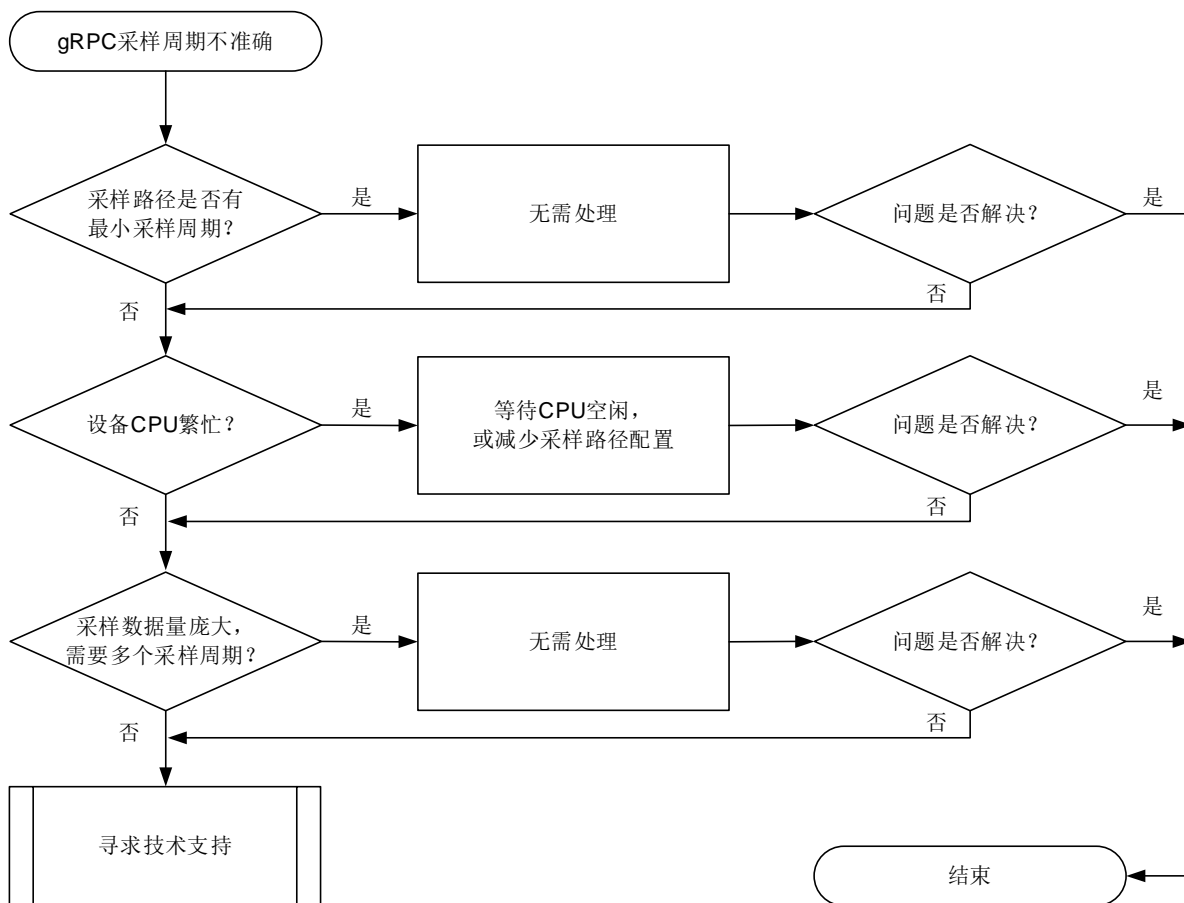 gRPC采样周期不准确
采样路径是否有
最小采样周期？
是
无需处理
问题是否解决？
是
否
否
设备CPU繁忙？
是
等待CPU空闲，
或减少采样路径配置
问题是否解决？
是
否
否
采样数据量庞大，
需要多个采样周期？
是
无需处理
问题是否解决？
是
否
否
寻求技术支持
结束